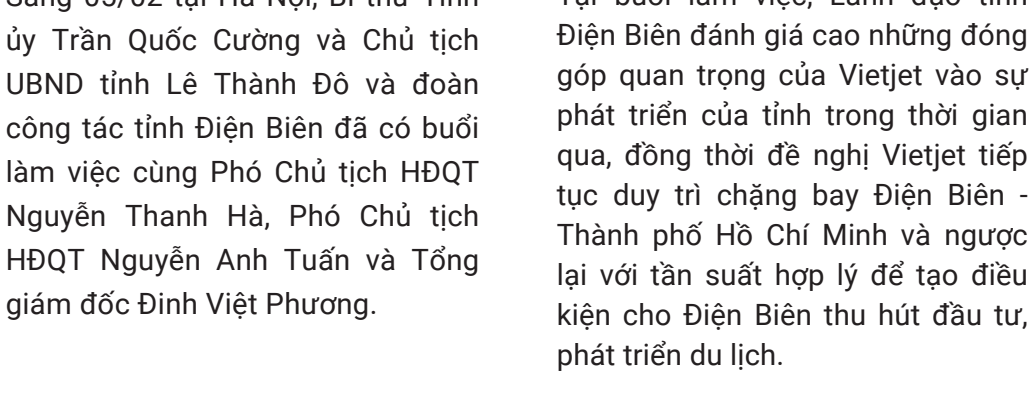 ủy Trần Quốc Cường và Chủ tịch
UBND tỉnh Lê Thành Đô và đoàn
công tác tỉnh Điện Biên đã có buổi
làm việc cùng Phó Chủ tịch HĐQT
Nguyễn Thanh Hà, Phó Chủ tịch
HĐQT Nguyễn Anh Tuấn và Tổng
giám đốc Đinh Việt Phương.
Điện Biên đánh giá cao những đóng
góp quan trọng của Vietjet vào sự
phát triển của tỉnh trong thời gian
qua, đồng thời đề nghị Vietjet tiếp
tục duy trì chặng bay Điện Biên -
Thành phố Hồ Chí Minh và ngược
lại với tần suất hợp lý để tạo điều
kiện cho Điện Biên thu hút đầu tư,
phát triển du lịch.